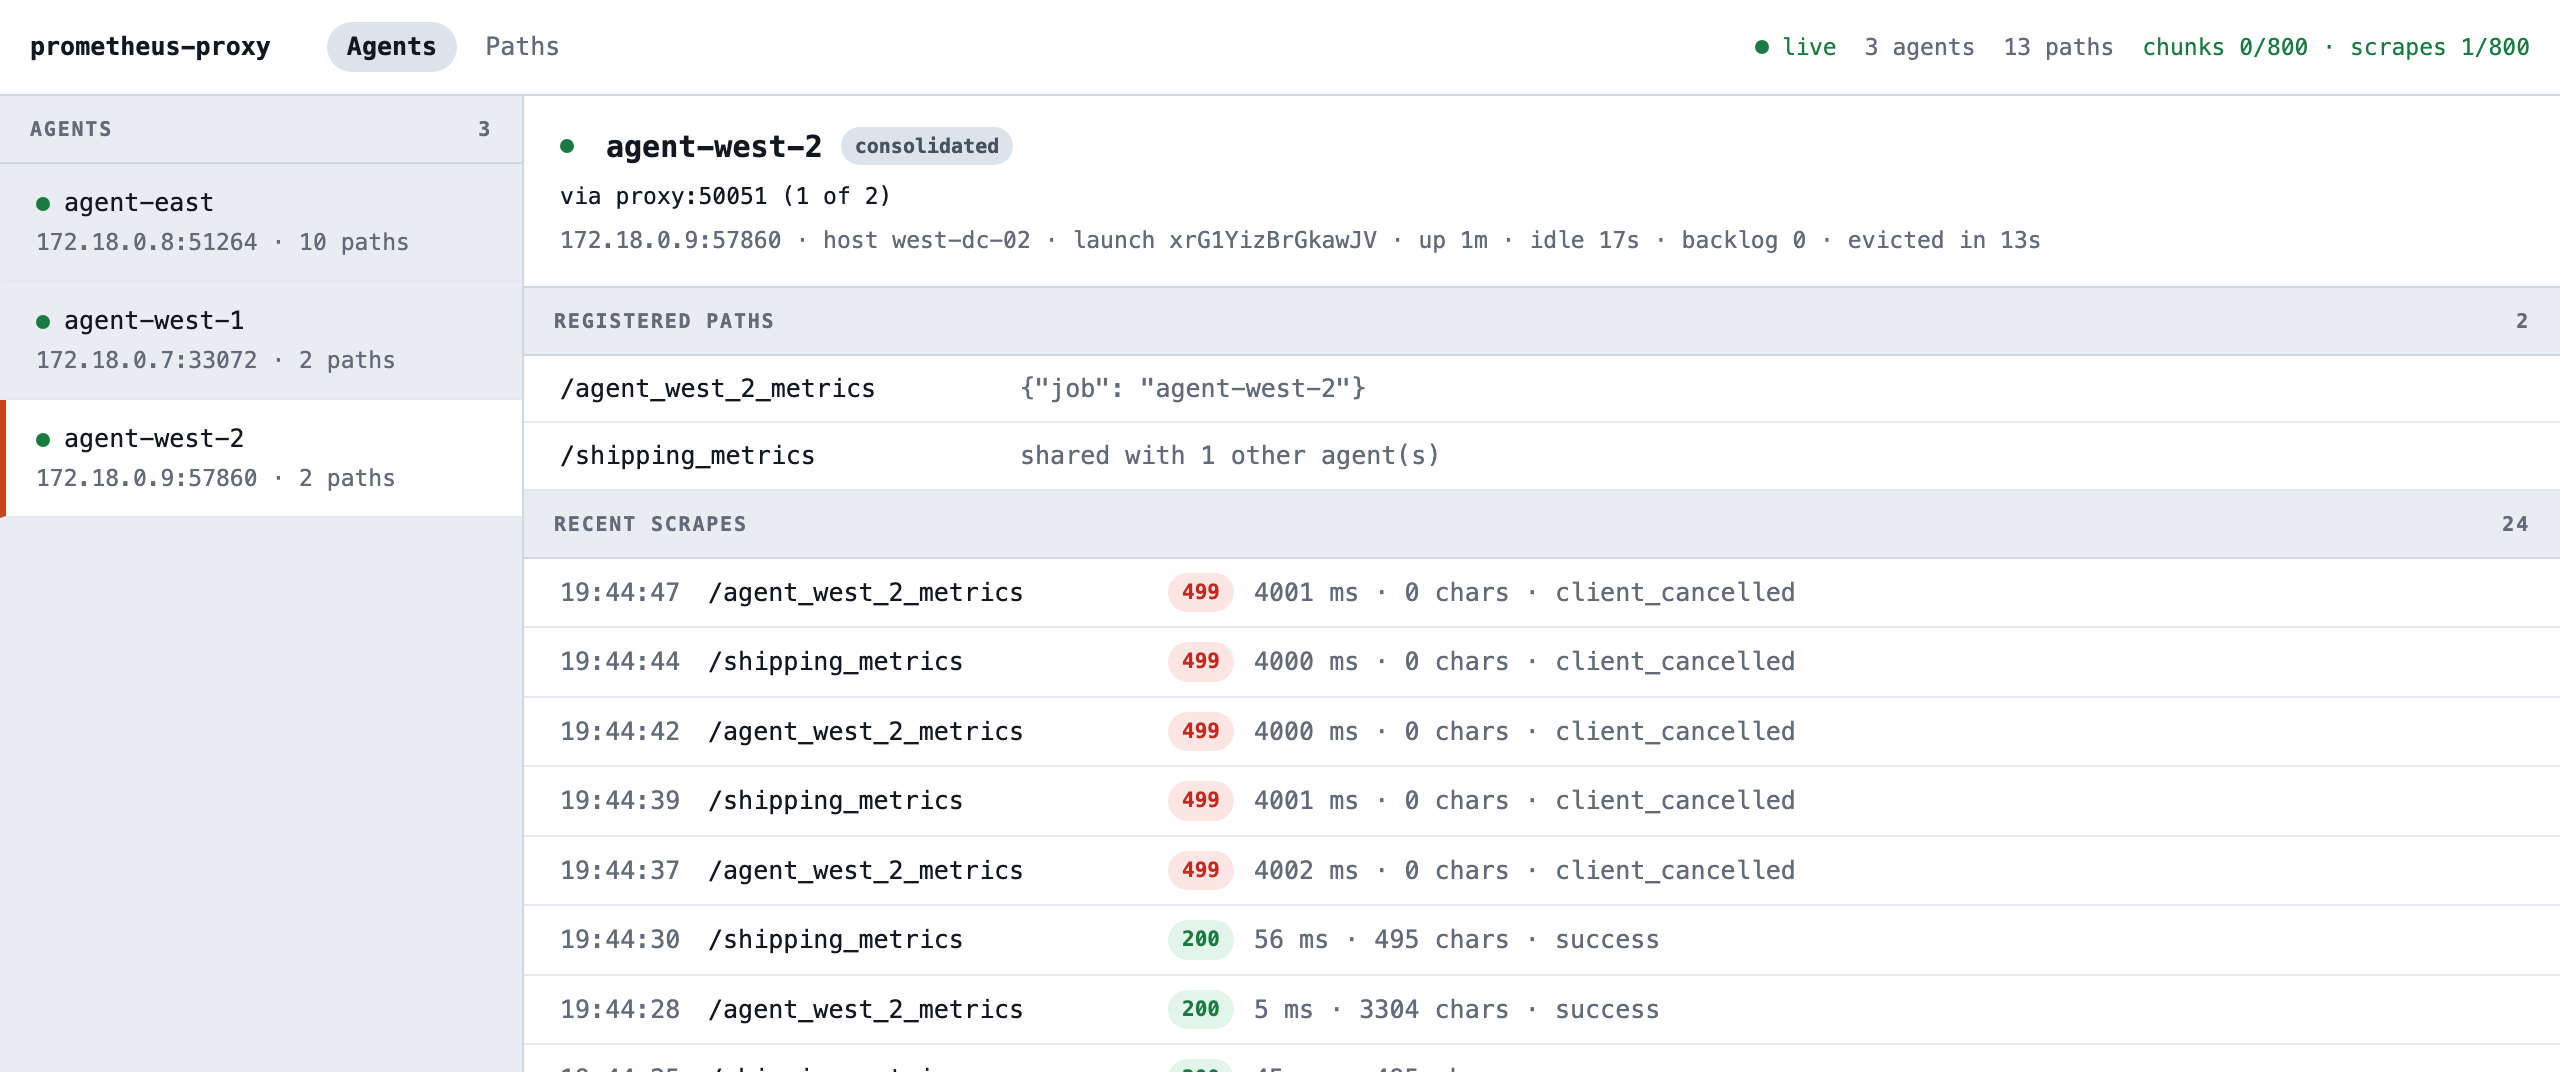 prometheus-proxy Agents Paths ● live 3 agents 13 paths chunks 0/800 · scrapes 1/800
AGENTS 3
agent-east
172.18.0.8:51264 · 10 paths
agent-west-1
172.18.0.7:33072 · 2 paths
agent-west-2
172.18.0.9:57860 · 2 paths
agent-west-2 consolidated
via proxy:50051 (1 of 2)
172.18.0.9:57860 · host west-dc-02 · launch xrG1YizBrGkawJV · up 1m · idle 17s · backlog 0 · evicted in 13s
REGISTERED PATHS 2
/agent_west_2_metrics {"job": "agent-west-2"}
/shipping_metrics shared with 1 other agent(s)
RECENT SCRAPES 24
19:44:47 /agent_west_2_metrics 499 4001 ms · 0 chars · client_cancelled
19:44:44 /shipping_metrics 499 4000 ms · 0 chars · client_cancelled
19:44:42 /agent_west_2_metrics 499 4000 ms · 0 chars · client_cancelled
19:44:39 /shipping_metrics 499 4001 ms · 0 chars · client_cancelled
19:44:37 /agent_west_2_metrics 499 4002 ms · 0 chars · client_cancelled
19:44:30 /shipping_metrics 200 56 ms · 495 chars · success
19:44:28 /agent_west_2_metrics 200 5 ms · 3304 chars · success